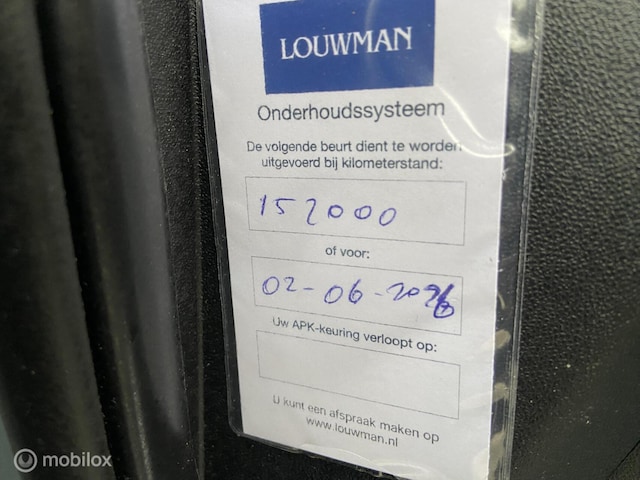 LOUWMAN
Onderhoudssysteem
De volgende beurt dient te worden
uitgevoerd bij kilometerstand:
152000
of voor:
02-06-2026
Uw APK-keuring verloopt op:
U kunt een afspraak maken op
www.louwman.nl
mobilox